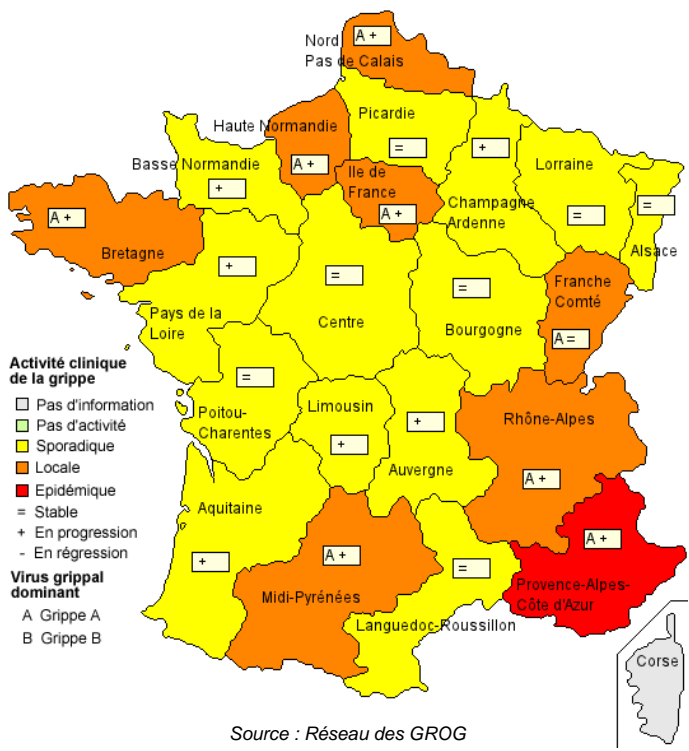 Nord
Pas de Calais
A +
Picardie
=
Haute Normandie
A +
+
Lorraine
=
Basse Normandie
+
Ile de
France
A +
Champagne
Ardenne
=
Alsace
A +
Bretagne
+
Pays de la
Loire
=
Centre
=
Bourgogne
Franche
Comté
A =
Activité clinique
de la grippe
Pas d'information
Pas d'activité
Sporadique
Locale
Epidémique
= Stable
+ En progression
- En régression
Virus grippal
dominant
A Grippe A
B Grippe B
=
Poitou-
Charentes
Limousin
+
+
Auvergne
Rhône-Alpes
A +
Aquitaine
+
A +
Midi-Pyrénées
=
Languedoc-Roussillon
A +
Provence-Alpes-
Côte d'Azur
Corse
Source : Réseau des GROG